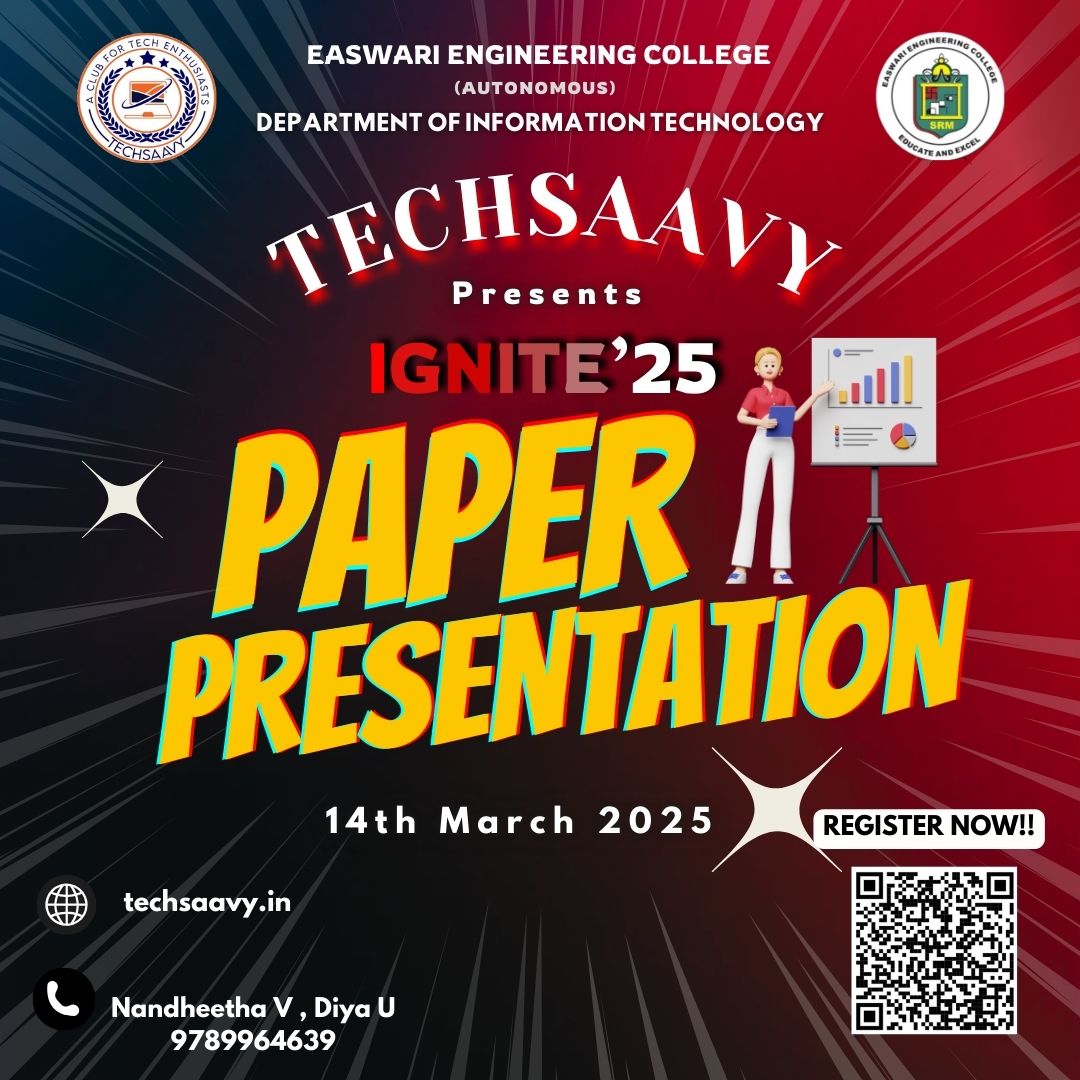 EASWARI ENGINEERING COLLEGE
(AUTONOMOUS)
DEPARTMENT OF INFORMATION TECHNOLOGY
A CLUB FOR TECH ENTHUSIASTS
TECHSAAVY
EASWARI ENGINEERING COLLEGE
SRM
EDUCATE AND EXCEL
TECHSAAVY
Presents
IGNITE’25
PAPER
PRESENTATION
14th March 2025
REGISTER NOW!!
techsaavy.in
Nandheetha V , Diya U
9789964639